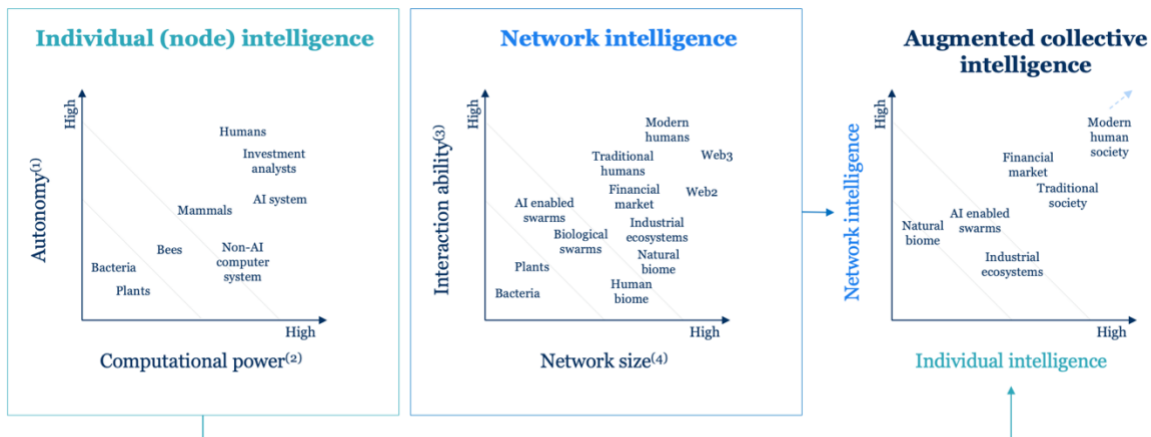 Individual (node) intelligence
High
Autonomy(1)
Humans
Investment
analysts
AI system
Mammals
Bees
Non-AI
computer
system
Bacteria
Plants
High
Computational power(2)
Network intelligence
High
Interaction ability(3)
Modern
humans
Traditional
humans
Web3
Financial
market
Web2
AI enabled
swarms
Industrial
ecosystems
Biological
swarms
Natural
biome
Plants
Human
biome
Bacteria
High
Network size(4)
Augmented collective
intelligence
High
Network intelligence
Modern
human
society
Financial
market
Traditional
society
AI enabled
swarms
Natural
biome
Industrial
ecosystems
High
Individual intelligence